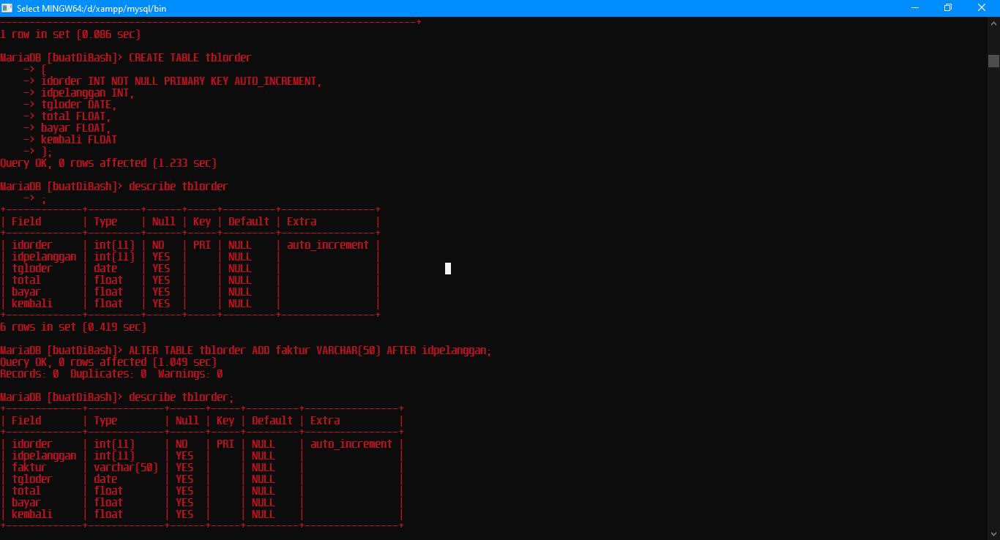 Select MINGW64:/d/xampp/mysql/bin
-----------------------------------------------------------------------+
1 row in set (0.086 sec)
MariaDB [buatDiBash]> CREATE TABLE tblorder
    -> (
    -> idorder INT NOT NULL PRIMARY KEY AUTO_INCREMENT,
    -> idpelanggan INT,
    -> tgloder DATE,
    -> total FLOAT,
    -> bayar FLOAT,
    -> kembali FLOAT
    -> );
Query OK, 0 rows affected (1.233 sec)
MariaDB [buatDiBash]> describe tblorder
    -> ;
+-------------+---------+------+-----+---------+----------------+
| Field       | Type    | Null | Key | Default | Extra          |
+-------------+---------+------+-----+---------+----------------+
| idorder     | int(11) | NO   | PRI | NULL    | auto_increment |
| idpelanggan | int(11) | YES  |     | NULL    |                |
| tgloder     | date    | YES  |     | NULL    |                |
| total       | float   | YES  |     | NULL    |                |
| bayar       | float   | YES  |     | NULL    |                |
| kembali     | float   | YES  |     | NULL    |                |
+-------------+---------+------+-----+---------+----------------+
6 rows in set (0.419 sec)
MariaDB [buatDiBash]> ALTER TABLE tblorder ADD faktur VARCHAR(50) AFTER idpelanggan;
Query OK, 0 rows affected (1.049 sec)
Records: 0  Duplicates: 0  Warnings: 0
MariaDB [buatDiBash]> describe tblorder;
+-------------+-------------+------+-----+---------+----------------+
| Field       | Type        | Null | Key | Default | Extra          |
+-------------+-------------+------+-----+---------+----------------+
| idorder     | int(11)     | NO   | PRI | NULL    | auto_increment |
| idpelanggan | int(11)     | YES  |     | NULL    |                |
| faktur      | varchar(50) | YES  |     | NULL    |                |
| tgloder     | date        | YES  |     | NULL    |                |
| total       | float       | YES  |     | NULL    |                |
| bayar       | float       | YES  |     | NULL    |                |
| kembali     | float       | YES  |     | NULL    |                |
+-------------+-------------+------+-----+---------+----------------+